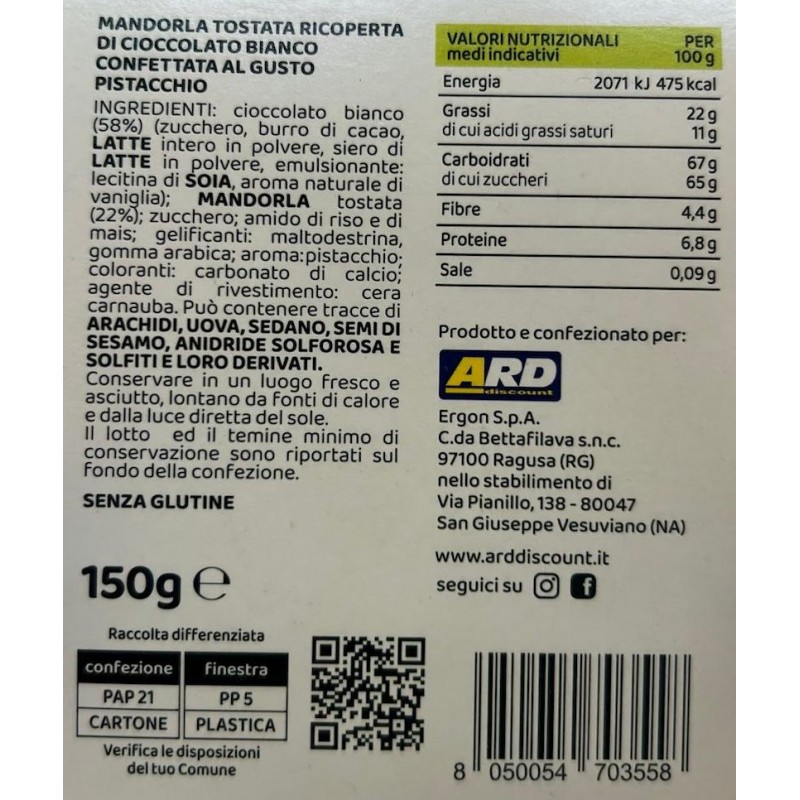 MANDORLA TOSTATA RICOPERTA
DI CIOCCOLATO BIANCO
CONFETTATA AL GUSTO
PISTACCHIO
INGREDIENTI: cioccolato bianco
(58%) (zucchero, burro di cacao,
LATTE intero in polvere, siero di
LATTE in polvere, emulsionante:
lecitina di SOIA, aroma naturale di
vaniglia); MANDORLA tostata
(22%); zucchero; amido di riso e di
mais; gelificanti: maltodestrina,
gomma arabica; aroma:pistacchio;
coloranti: carbonato di calcio;
agente di rivestimento: cera
carnauba. Può contenere tracce di
ARACHIDI, UOVA, SEDANO, SEMI DI
SESAMO, ANIDRIDE SOLFOROSA E
SOLFITI E LORO DERIVATI.
Conservare in un luogo fresco e
asciutto, lontano da fonti di calore
e dalla luce diretta del sole.
Il lotto ed il temine minimo di
conservazione sono riportati sul
fondo della confezione.
SENZA GLUTINE
150g e
Raccolta differenziata
confezione finestra
PAP 21 PP 5
CARTONE PLASTICA
Verifica le disposizioni
del tuo Comune
VALORI NUTRIZIONALI PER
medi indicativi 100 g
Energia 2071 kJ 475 kcal
Grassi 22 g
di cui acidi grassi saturi 11 g
Carboidrati 67 g
di cui zuccheri 65 g
Fibre 4,4 g
Proteine 6,8 g
Sale 0,09 g
Prodotto e confezionato per:
ARD
discount
Ergon S.p.A.
C.da Bettafilava s.n.c.
97100 Ragusa (RG)
nello stabilimento di
Via Pianillo, 138 - 80047
San Giuseppe Vesuviano (NA)
www.arddiscount.it
seguici su
8 050054 703558